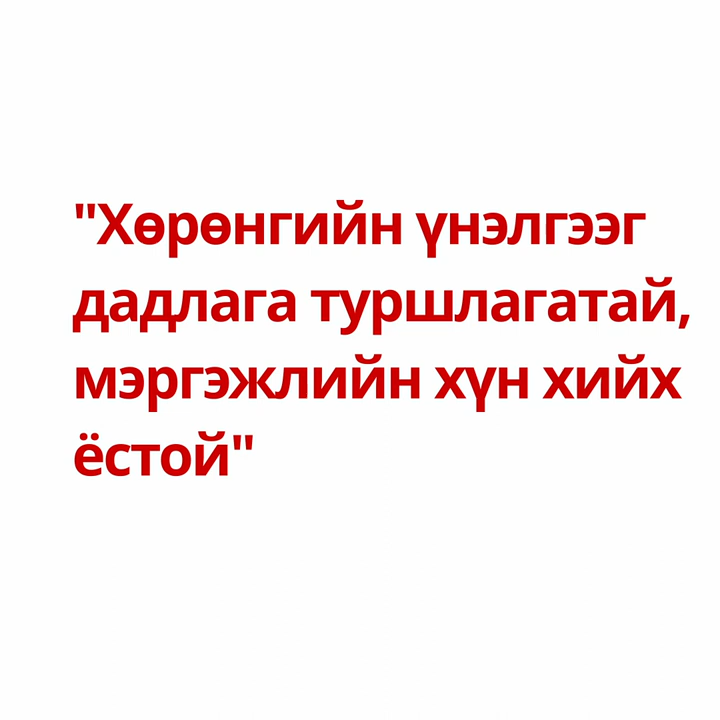 "Хөрөнгийн үнэлгээг
дадлага туршлагатай,
мэргэжлийн хүн хийх
ёстой"